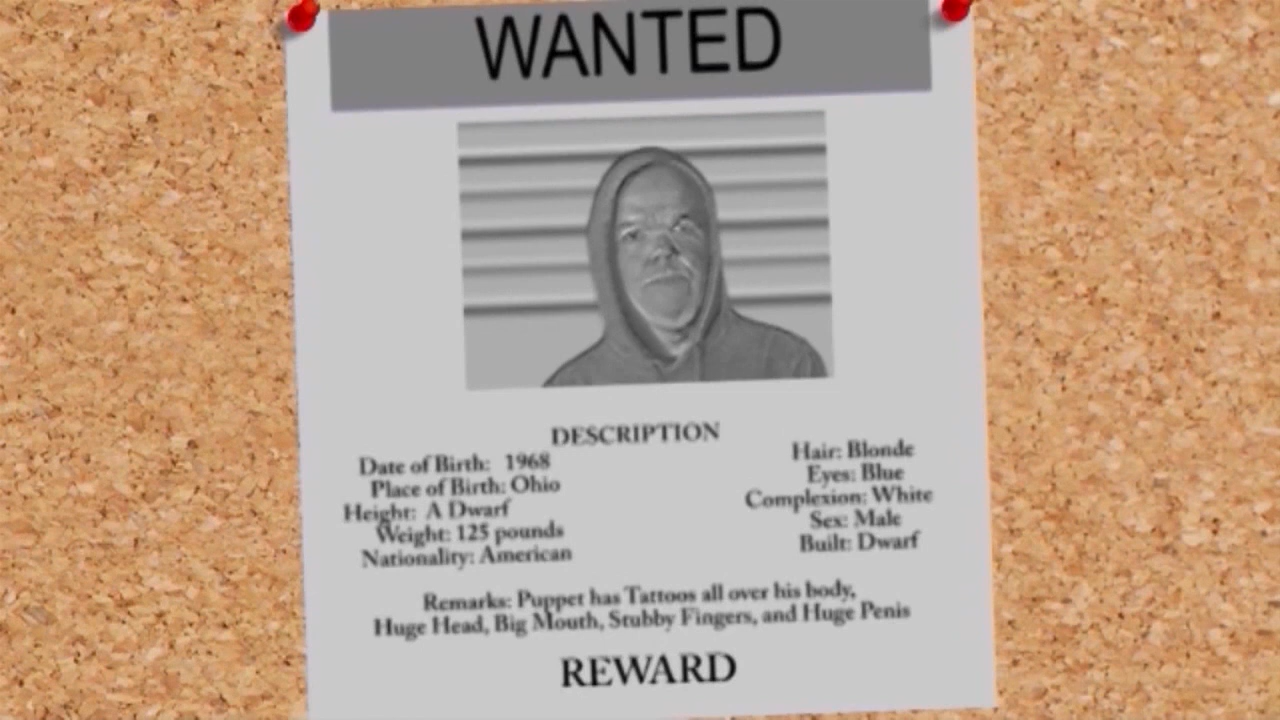 WANTED
DESCRIPTION
Date of Birth: 1968
Place of Birth: Ohio
Height: A Dwarf
Weight: 125 pounds
Nationality: American
Hair: Blonde
Eyes: Blue
Complexion: White
Sex: Male
Built: Dwarf
Remarks: Puppet has Tattoos all over his body,
Huge Head, Big Mouth, Stubby Fingers, and Huge Penis
REWARD